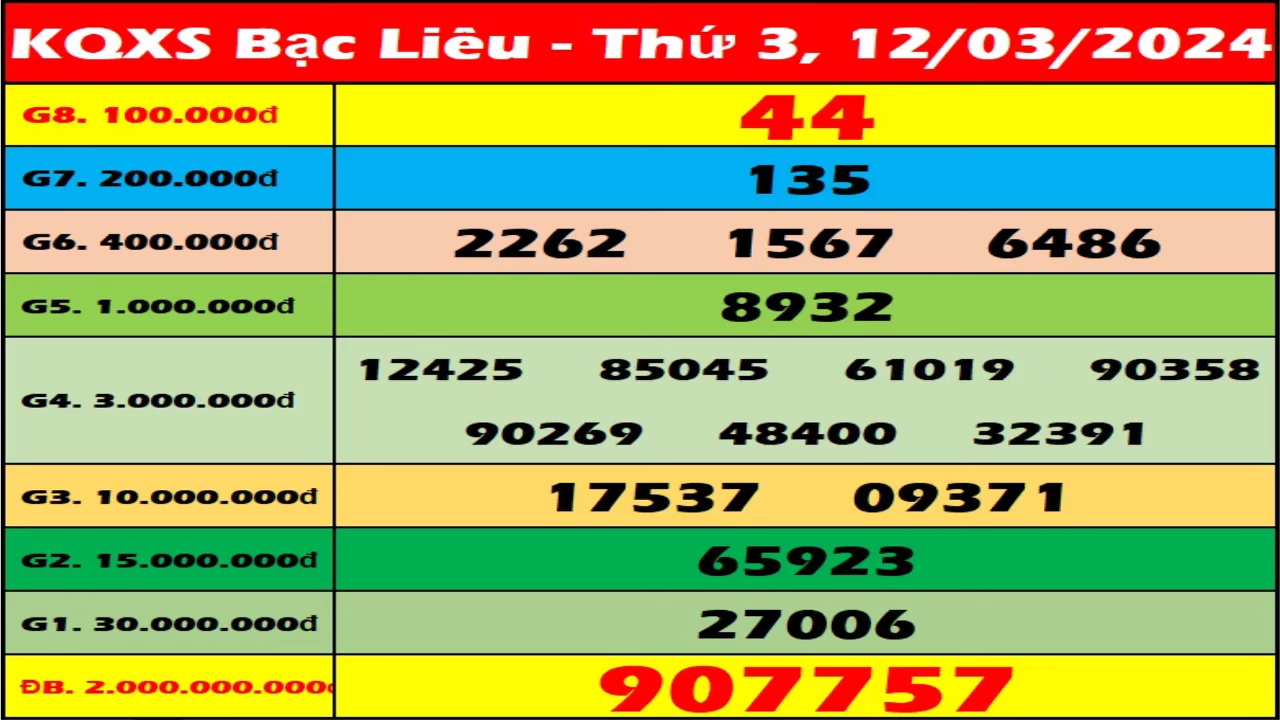 KQXS Bạc Liêu - Thứ 3, 12/03/2024
G8. 100.000đ 44
G7. 200.000đ 135
G6. 400.000đ 2262 1567 6486
G5. 1.000.000đ 8932
12425 85045 61019 90358
G4. 3.000.000đ
90269 48400 32391
G3. 10.000.000đ 17537 09371
G2. 15.000.000đ 65923
G1. 30.000.000đ 27006
ĐB. 2.000.000.000đ 907757